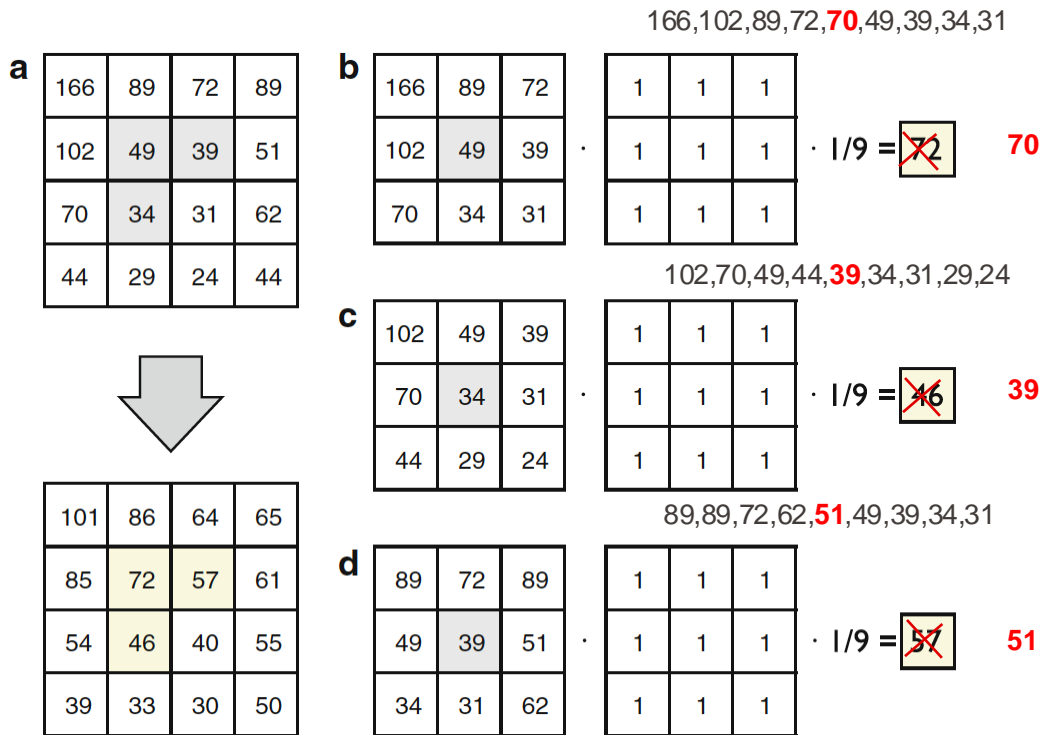 166,102,89,72,70,49,39,34,31
a
166 89 72 89
102 49 39 51
70 34 31 62
44 29 24 44
101 86 64 65
85 72 57 61
54 46 40 55
39 33 30 50
b
166 89 72
102 49 39
70 34 31
·
1 1 1
1 1 1
1 1 1
· 1/9 = 72
70
102,70,49,44,39,34,31,29,24
c
102 49 39
70 34 31
44 29 24
·
1 1 1
1 1 1
1 1 1
· 1/9 = 46
39
89,89,72,62,51,49,39,34,31
d
89 72 89
49 39 51
34 31 62
·
1 1 1
1 1 1
1 1 1
· 1/9 = 57
51